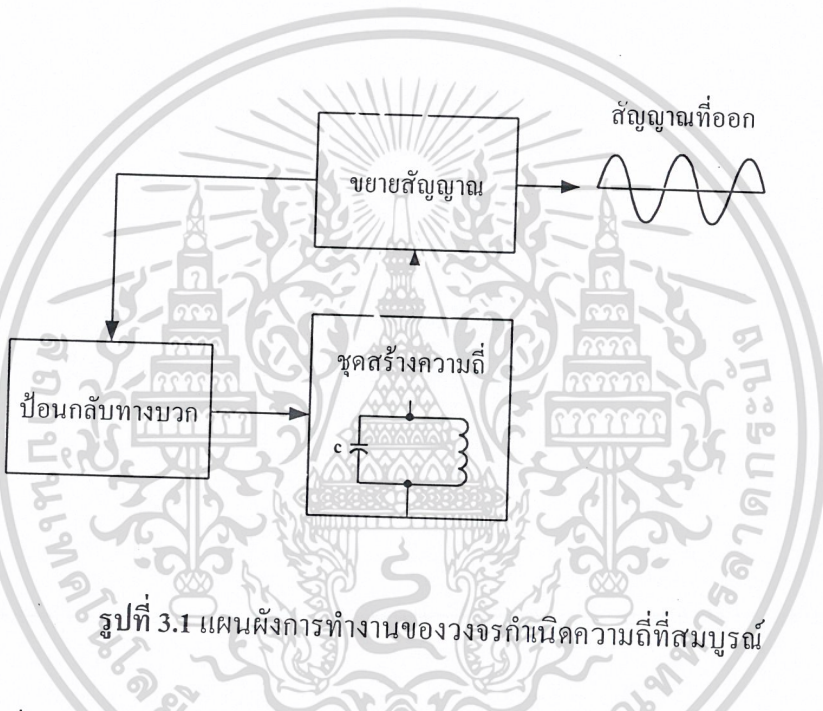 สัญญาณที่ออก
ขยายสัญญาณ
ชุดสร้างความถี่
ป้อนกลับทางบวก
c
รูปที่ 3.1 แผนผังการทำงานของวงจรกำเนิดความถี่ที่สมบูรณ์